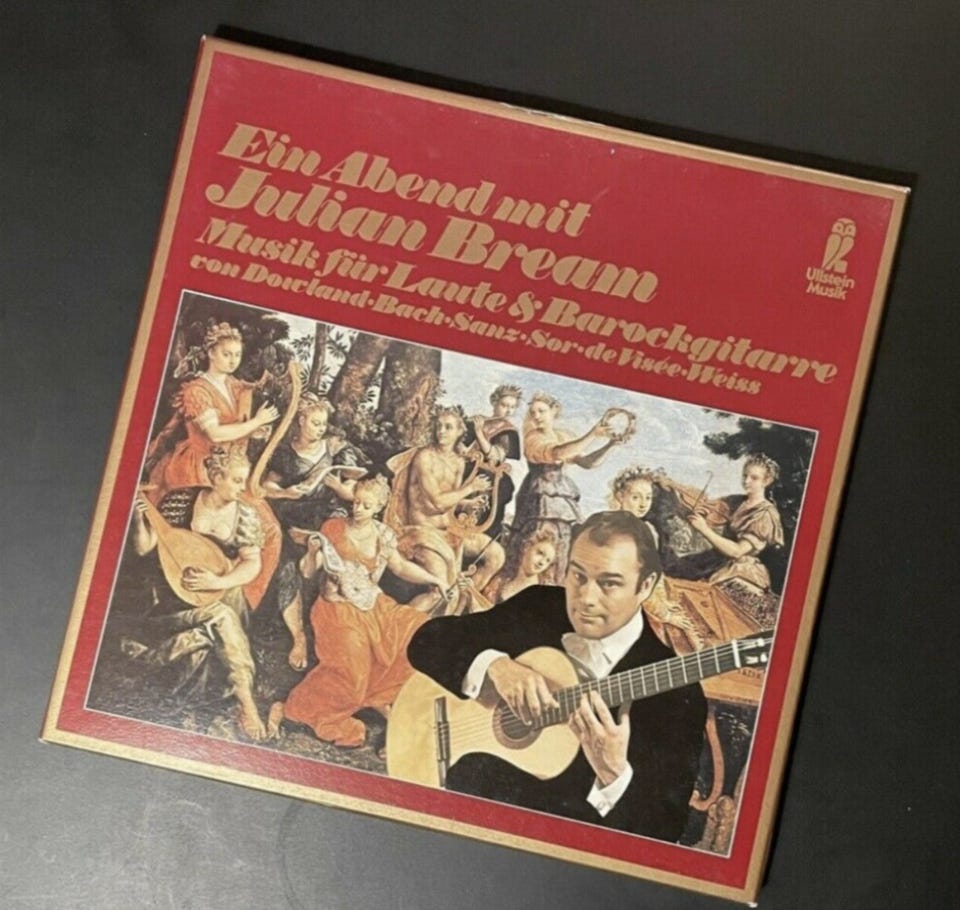 Ein Abend mit
Julian Bream
Musik für Laute & Barockgitarre
von Dowland·Bach·Sanz·Sor·de Visée·Weiss
Ullstein
Musik